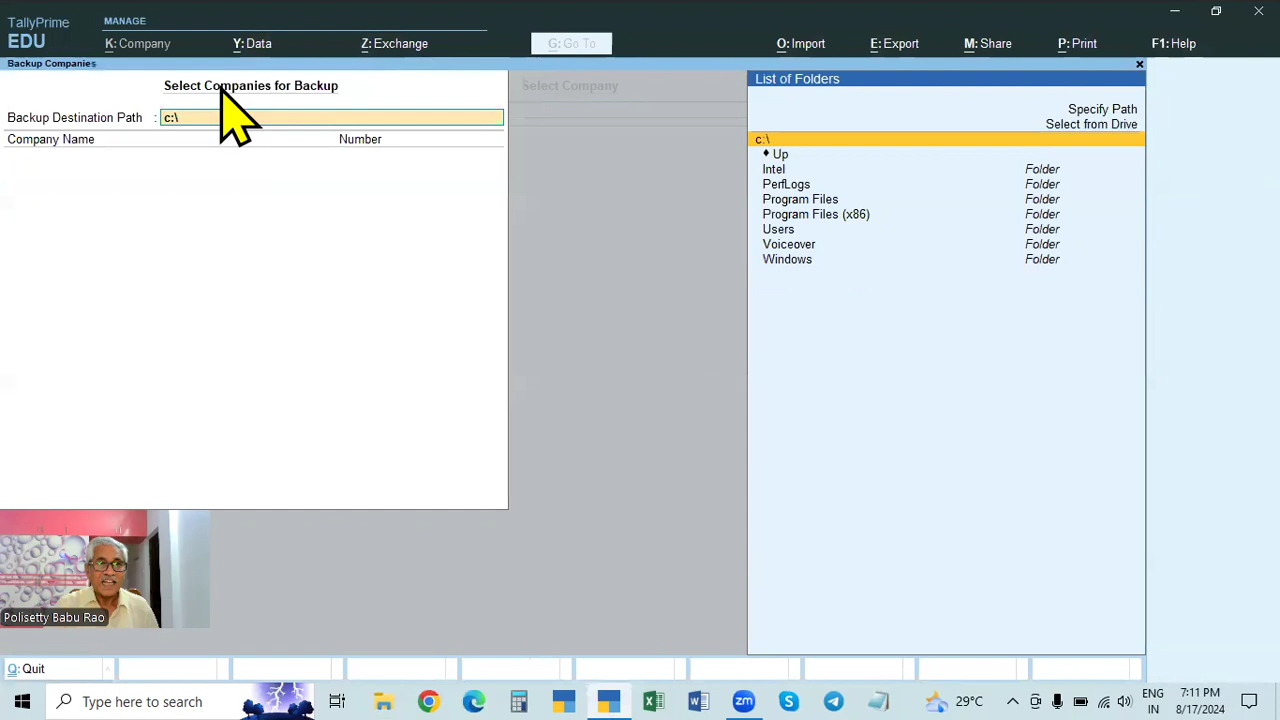 TallyPrime
EDU
MANAGE
K: Company
Y: Data
Z: Exchange
G: Go To
O: Import
E: Export
M: Share
P: Print
F1: Help
Backup Companies
Select Companies for Backup
Backup Destination Path : c:\
Company Name Number
Select Company
List of Folders
Specify Path
Select from Drive
c:\
♦ Up
Intel Folder
PerfLogs Folder
Program Files Folder
Program Files (x86) Folder
Users Folder
Voiceover Folder
Windows Folder
Polisetty Babu Rao
Q: Quit
Type here to search
zm
29°C
ENG
IN
7:11 PM
8/17/2024